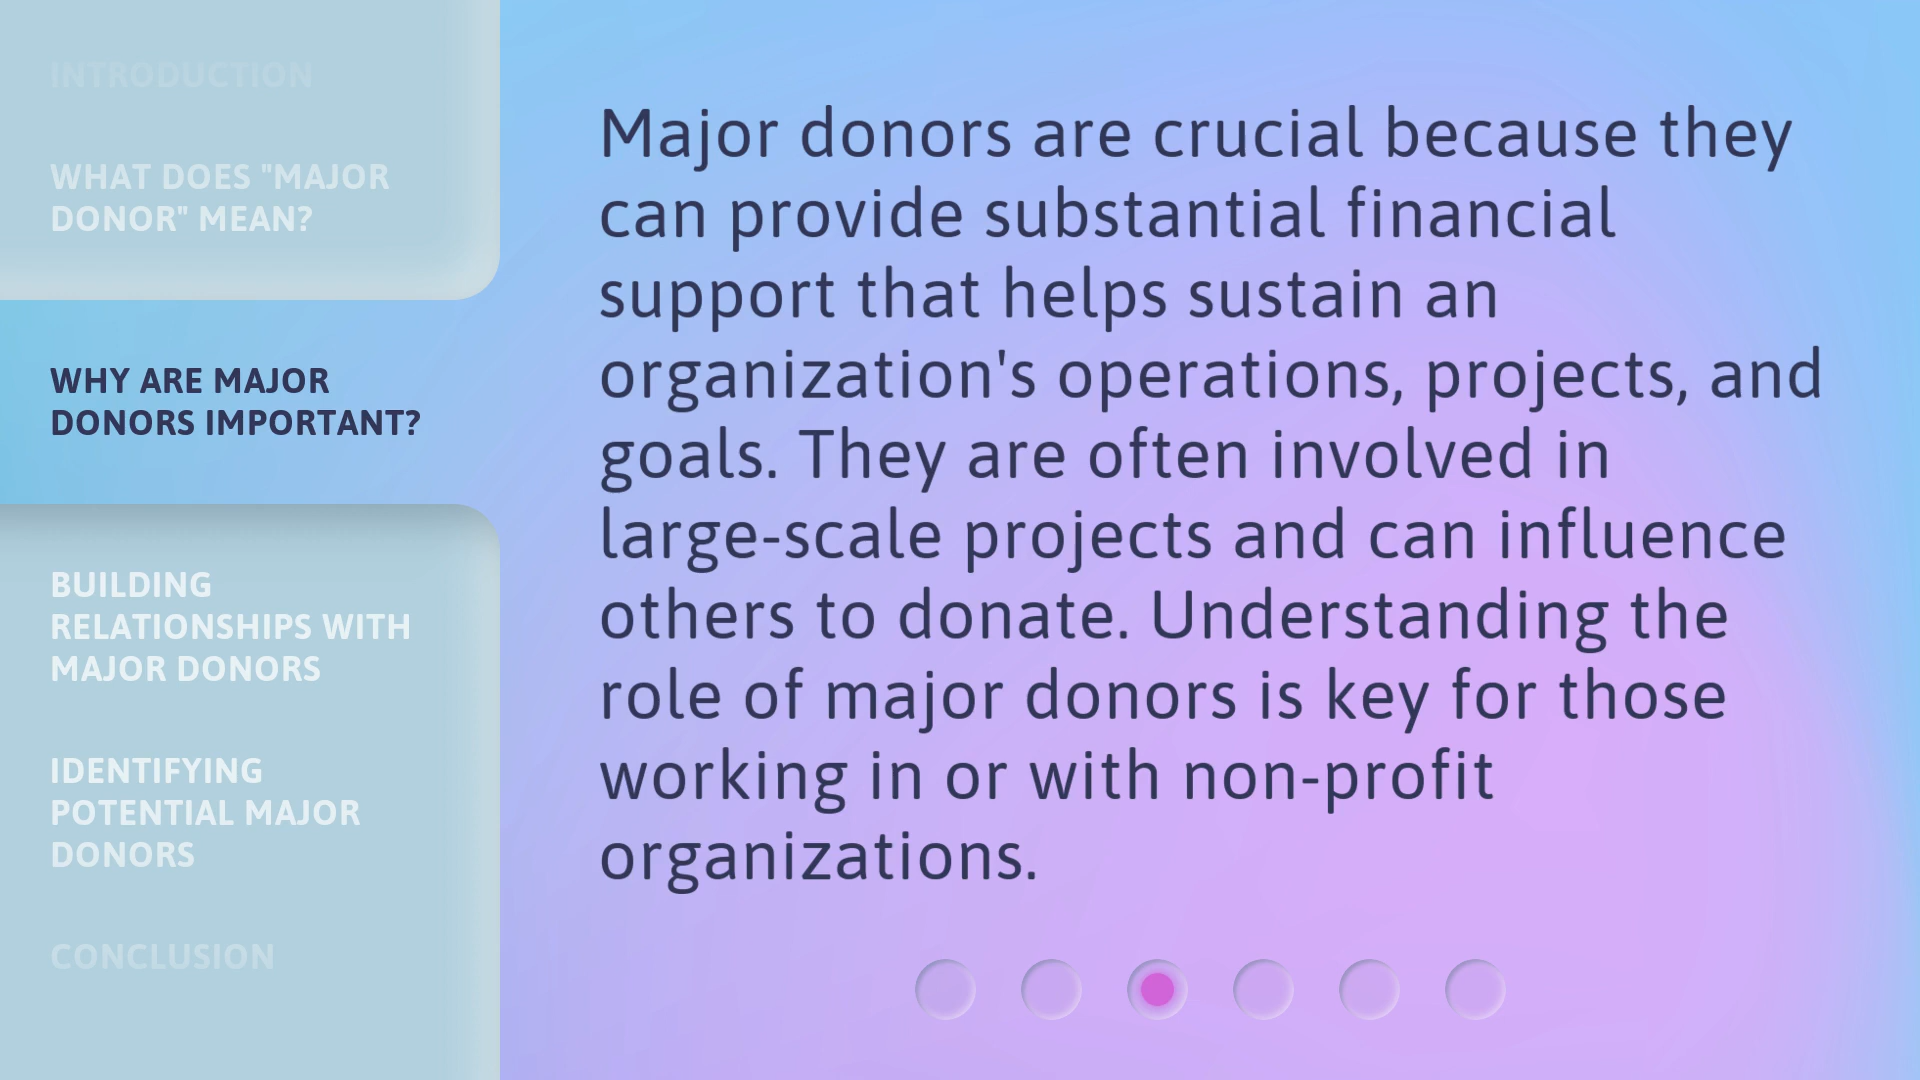 INTRODUCTION
WHAT DOES "MAJOR
DONOR" MEAN?
WHY ARE MAJOR
DONORS IMPORTANT?
BUILDING
RELATIONSHIPS WITH
MAJOR DONORS
IDENTIFYING
POTENTIAL MAJOR
DONORS
CONCLUSION
Major donors are crucial because they
can provide substantial financial
support that helps sustain an
organization's operations, projects, and
goals. They are often involved in
large-scale projects and can influence
others to donate. Understanding the
role of major donors is key for those
working in or with non-profit
organizations.